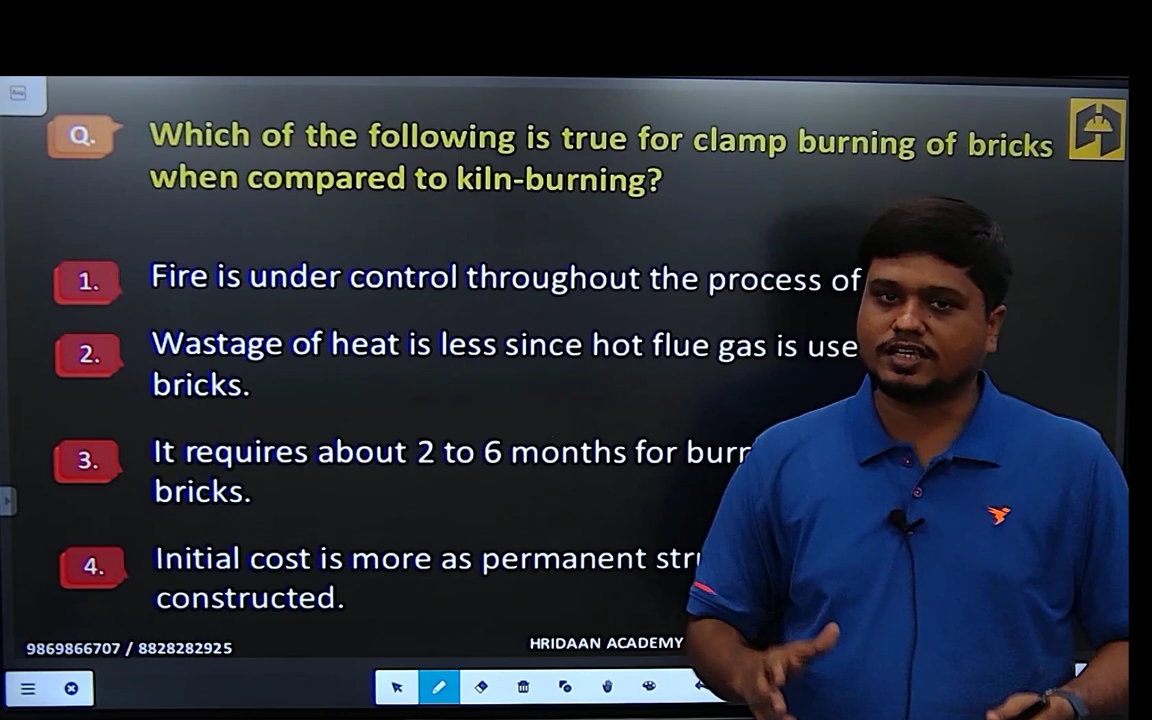 Q. Which of the following is true for clamp burning of bricks
when compared to kiln-burning?
1. Fire is under control throughout the process of
2. Wastage of heat is less since hot flue gas is
bricks.
3. It requires about 2 to 6 months for
bricks.
4. Initial cost is more as permanent
constructed.
9869866707 / 8828282925
HRIDAAN ACADEMY